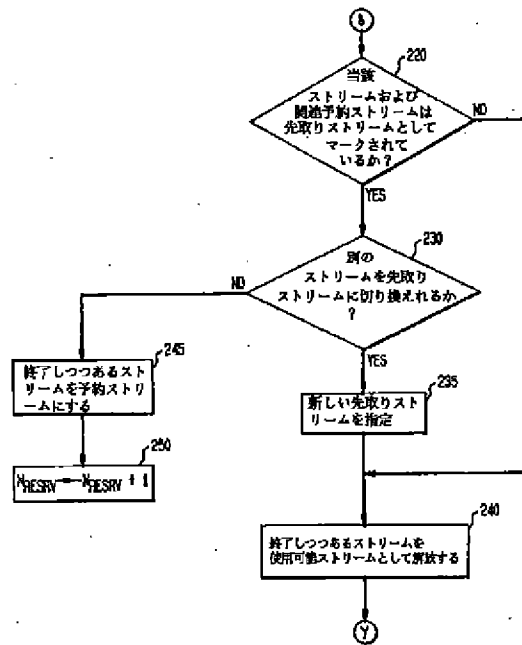 220
当該
ストリームおよび
関連予約ストリームは
先取りストリームとして
マークされて
いるか?
NO
YES
230
別の
ストリームを先取り
ストリームに切り換えれるか
?
NO
YES
245
終了しつつあるスト
リームを予約ストリ
ームにする
235
新しい先取りスト
リームを指定
250
NRESRV ← NRESRV + 1
240
終了しつつあるストリームを
使用可能ストリームとして解放する
Y